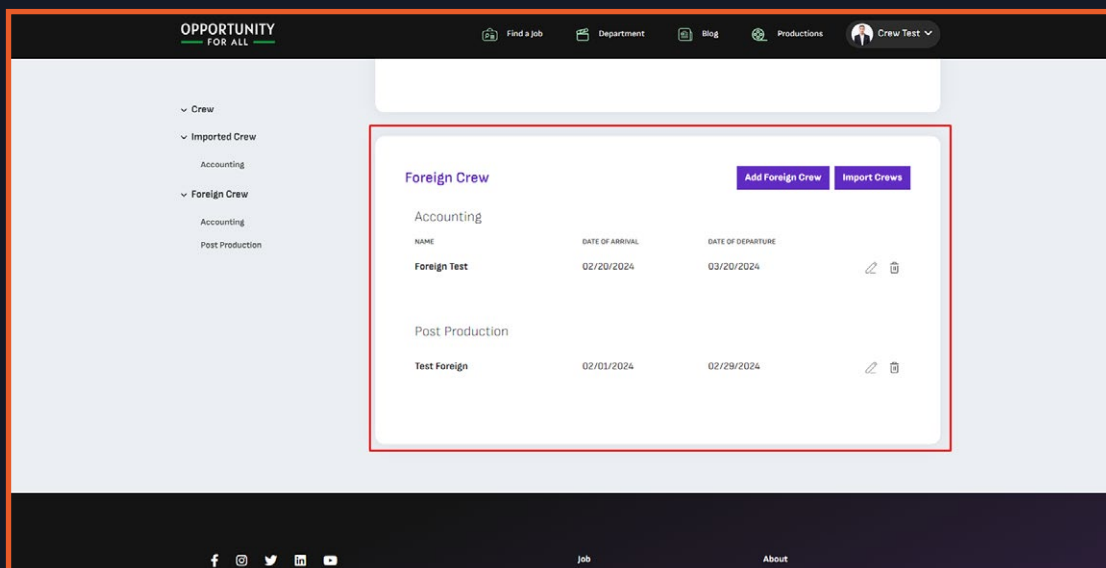 OPPORTUNITY
FOR ALL
Find a Job
Department
Blog
Productions
Crew Test
Crew
Imported Crew
Accounting
Foreign Crew
Accounting
Post Production
Foreign Crew
Add Foreign Crew
Import Crews
Accounting
NAME DATE OF ARRIVAL DATE OF DEPARTURE
Foreign Test 02/20/2024 03/20/2024
Post Production
Test Foreign 02/01/2024 02/29/2024
Job
About